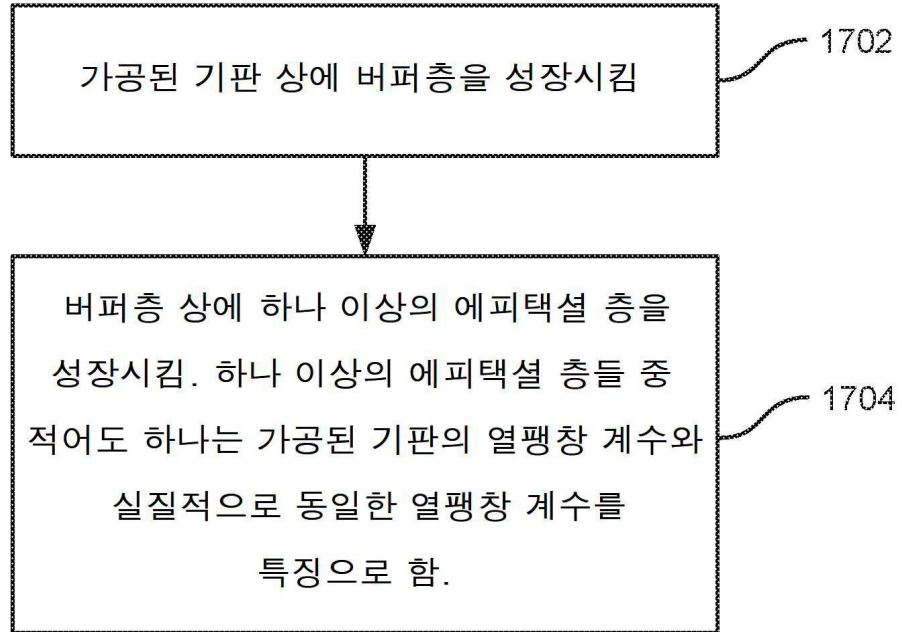 가공된 기판 상에 버퍼층을 성장시킴
1702
버퍼층 상에 하나 이상의 에피택셜 층을
성장시킴. 하나 이상의 에피택셜 층들 중
적어도 하나는 가공된 기판의 열팽창 계수와
실질적으로 동일한 열팽창 계수를
특징으로 함.
1704